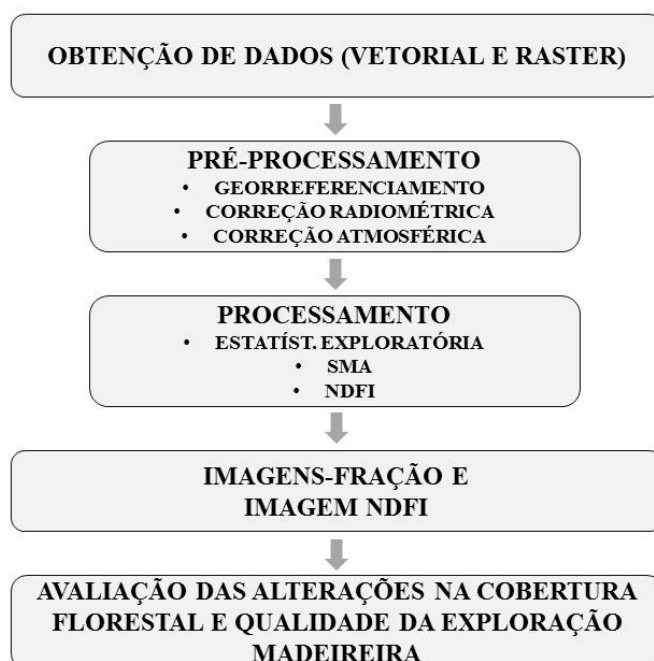 OBTENÇÃO DE DADOS (VETORIAL E RASTER)
PRÉ-PROCESSAMENTO
• GEORREFERENCIAMENTO
• CORREÇÃO RADIOMÉTRICA
• CORREÇÃO ATMOSFÉRICA
PROCESSAMENTO
• ESTATÍST. EXPLORATÓRIA
• SMA
• NDFI
IMAGENS-FRAÇÃO E
IMAGEM NDFI
AVALIAÇÃO DAS ALTERAÇÕES NA COBERTURA
FLORESTAL E QUALIDADE DA EXPLORAÇÃO
MADEIREIRA